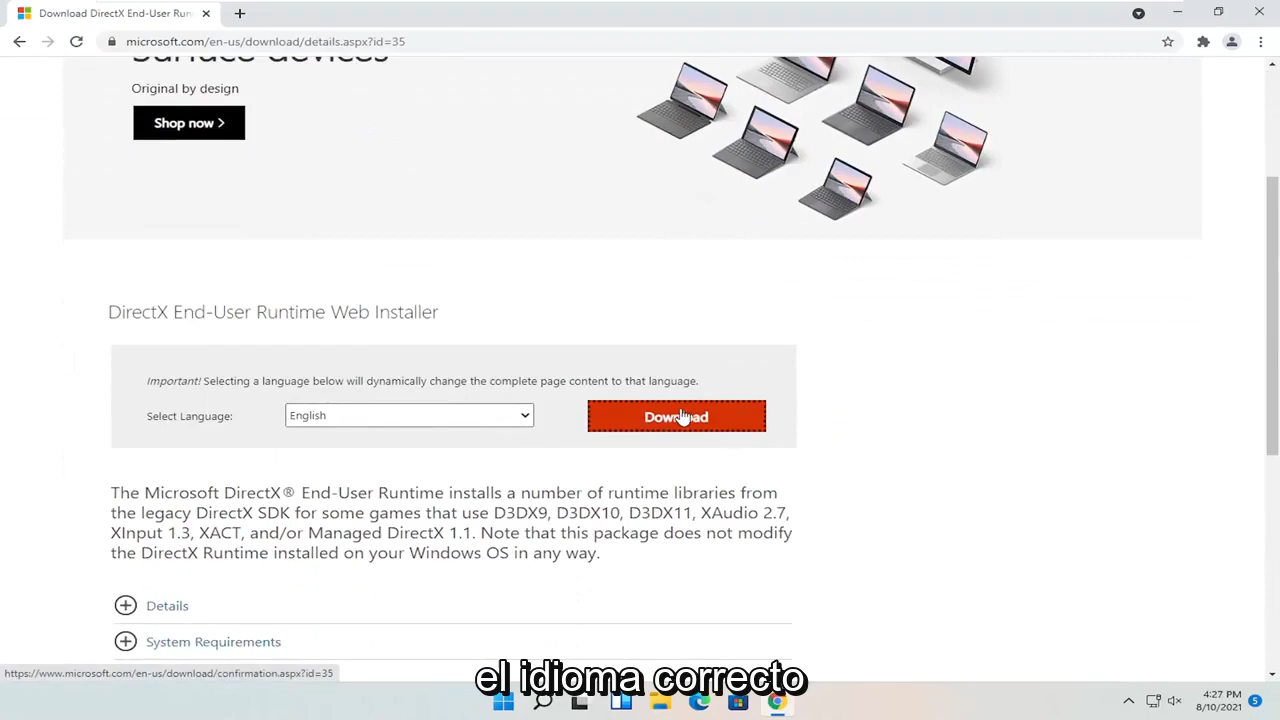 Download DirectX End-User Run
microsoft.com/en-us/download/details.aspx?id=35
Surface devices
Original by design
Shop now >
DirectX End-User Runtime Web Installer
Important! Selecting a language below will dynamically change the complete page content to that language.
Select Language:
English
Download
The Microsoft DirectX® End-User Runtime installs a number of runtime libraries from
the legacy DirectX SDK for some games that use D3DX9, D3DX10, D3DX11, XAudio 2.7,
XInput 1.3, XACT, and/or Managed DirectX 1.1. Note that this package does not modify
the DirectX Runtime installed on your Windows OS in any way.
Details
System Requirements
https://www.microsoft.com/en-us/download/confirmation.aspx?id=35
el idioma correcto
4:27 PM
8/10/2021
5